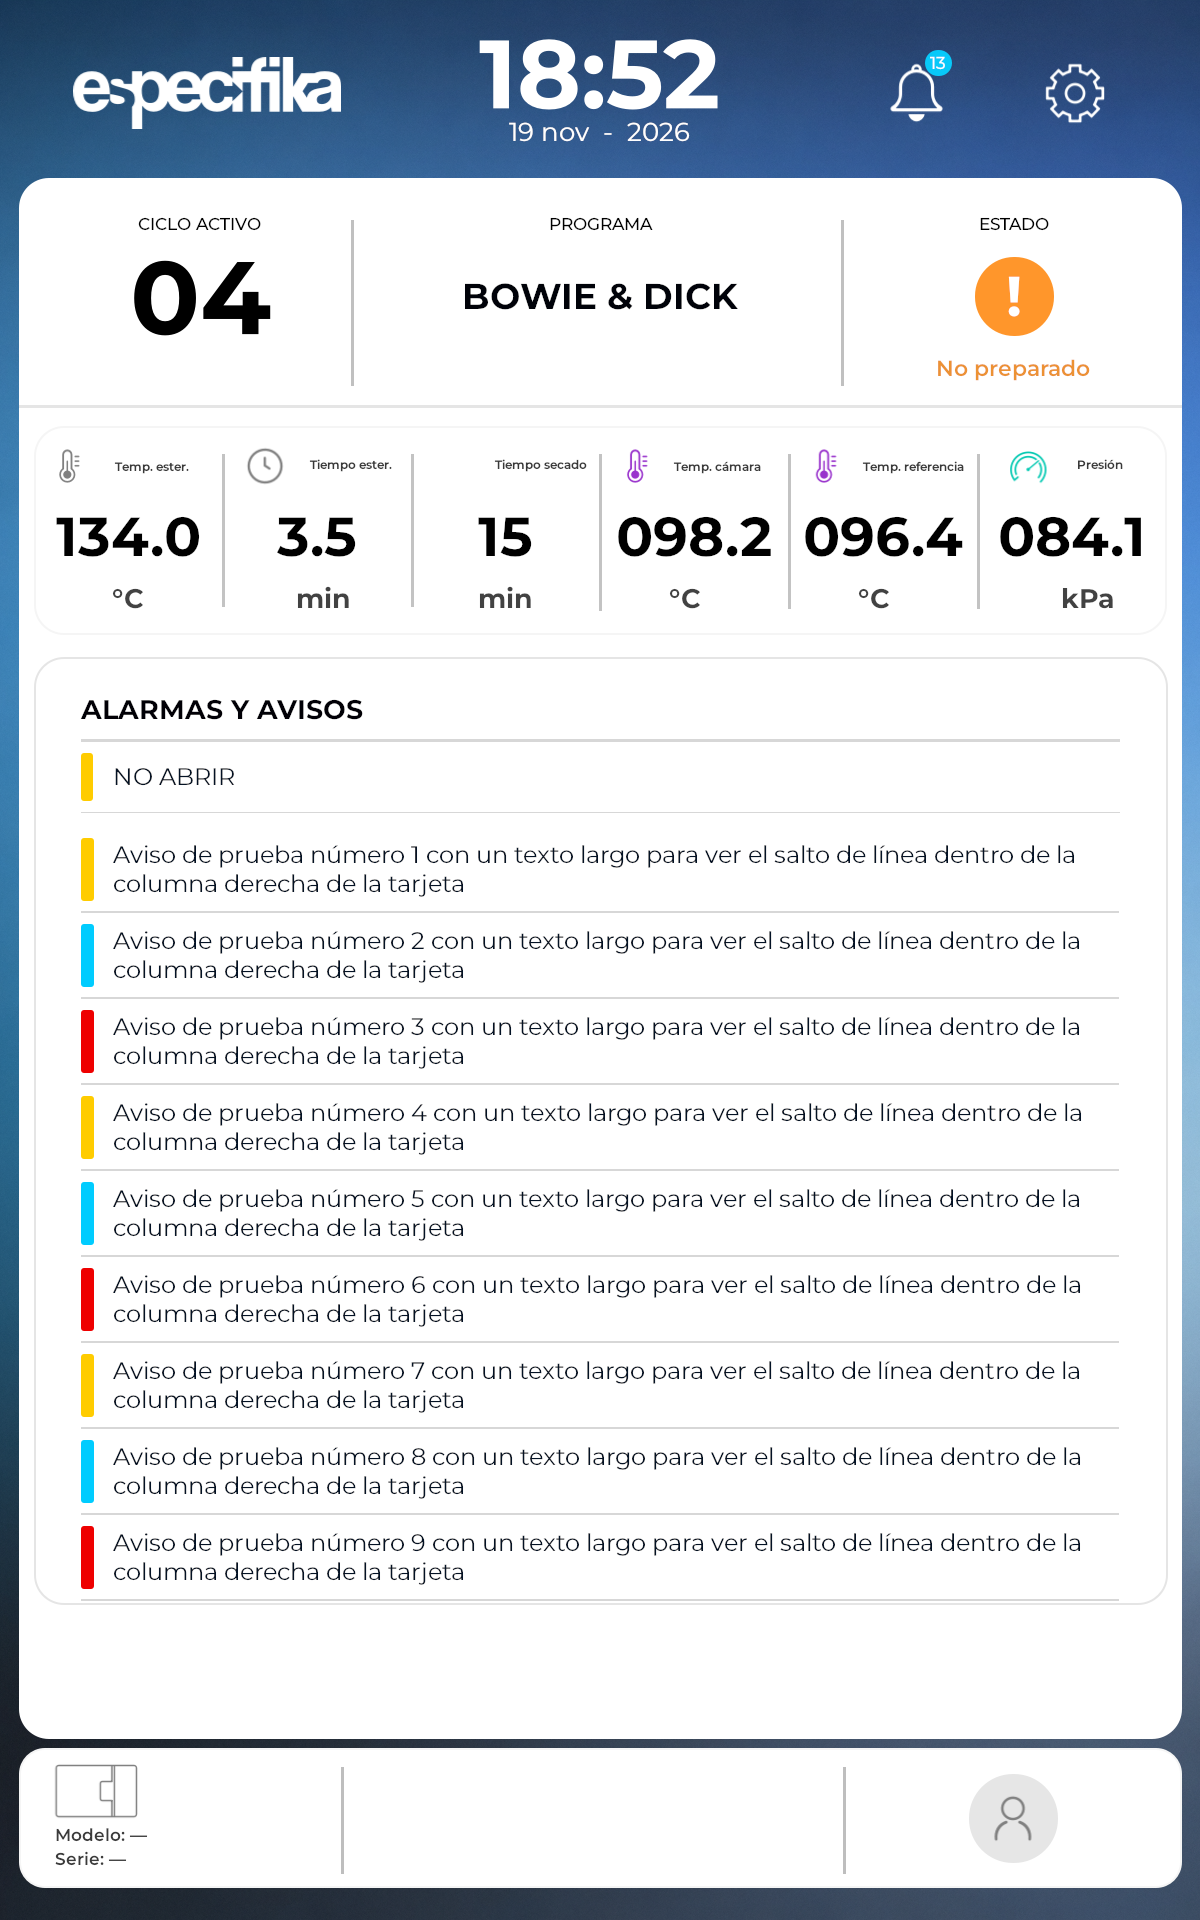 especifika
18:52
13
19 nov - 2026
CICLO ACTIVO
PROGRAMA
ESTADO
04
BOWIE & DICK
!
No preparado
Temp. ester.
Tiempo ester.
Tiempo secado
Temp. cámara
Temp. referencia
Presión
134.0
3.5
15
098.2
096.4
084.1
°C
min
min
°C
°C
kPa
ALARMAS Y AVISOS
NO ABRIR
Aviso de prueba número 1 con un texto largo para ver el salto de línea dentro de la
columna derecha de la tarjeta
Aviso de prueba número 2 con un texto largo para ver el salto de línea dentro de la
columna derecha de la tarjeta
Aviso de prueba número 3 con un texto largo para ver el salto de línea dentro de la
columna derecha de la tarjeta
Aviso de prueba número 4 con un texto largo para ver el salto de línea dentro de la
columna derecha de la tarjeta
Aviso de prueba número 5 con un texto largo para ver el salto de línea dentro de la
columna derecha de la tarjeta
Aviso de prueba número 6 con un texto largo para ver el salto de línea dentro de la
columna derecha de la tarjeta
Aviso de prueba número 7 con un texto largo para ver el salto de línea dentro de la
columna derecha de la tarjeta
Aviso de prueba número 8 con un texto largo para ver el salto de línea dentro de la
columna derecha de la tarjeta
Aviso de prueba número 9 con un texto largo para ver el salto de línea dentro de la
columna derecha de la tarjeta
Modelo: —
Serie: —